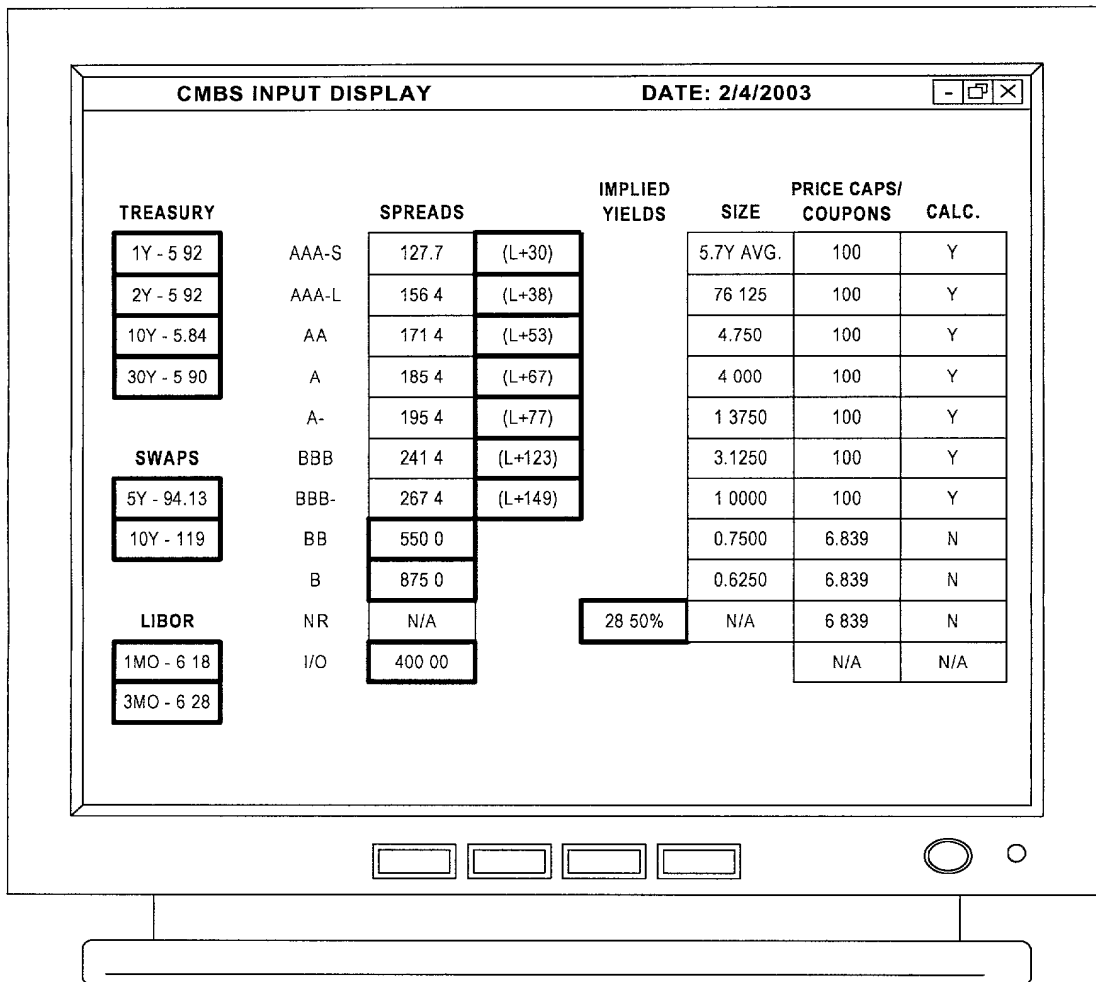 CMBS INPUT DISPLAY DATE: 2/4/2003
IMPLIED PRICE CAPS/
TREASURY SPREADS YIELDS SIZE COUPONS CALC.
1Y - 5 92 AAA-S 127.7 (L+30) 5.7Y AVG. 100 Y
2Y - 5 92 AAA-L 156 4 (L+38) 76 125 100 Y
10Y - 5.84 AA 171 4 (L+53) 4.750 100 Y
30Y - 5 90 A 185 4 (L+67) 4 000 100 Y
A- 195 4 (L+77) 1 3750 100 Y
SWAPS BBB 241 4 (L+123) 3.1250 100 Y
5Y - 94.13 BBB- 267 4 (L+149) 1 0000 100 Y
10Y - 119 BB 550 0 0.7500 6.839 N
B 875 0 0.6250 6.839 N
LIBOR NR N/A 28 50% N/A 6 839 N
1MO - 6 18 I/O 400 00 N/A N/A
3MO - 6 28